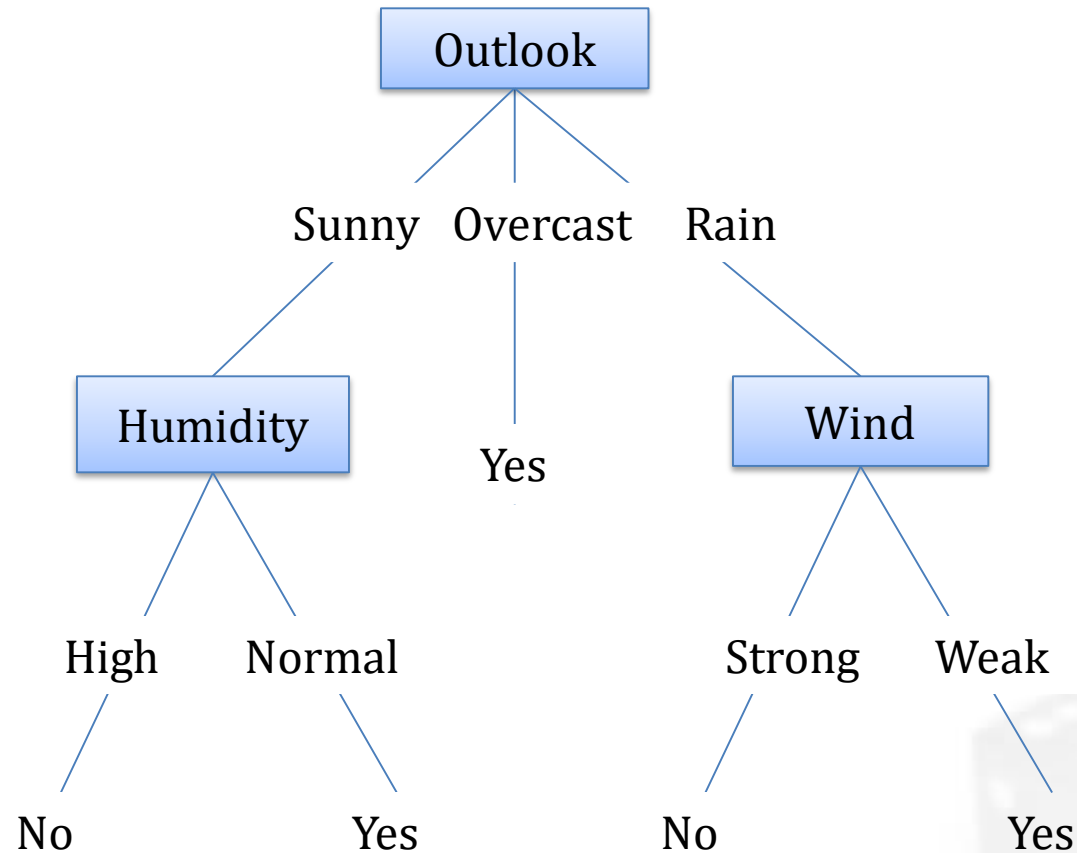 Outlook
Sunny Overcast Rain
Humidity
Wind
Yes
High Normal Strong Weak
No Yes No Yes